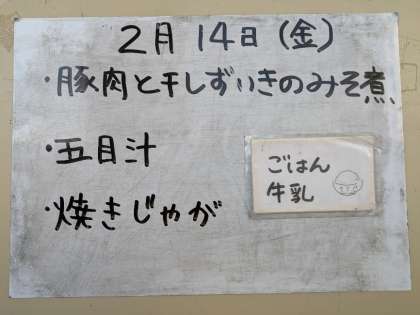 2月 14日 (金)
・豚肉と干しずいきのみそ煮
・五目汁
・焼きじゃが
ごはん
牛乳